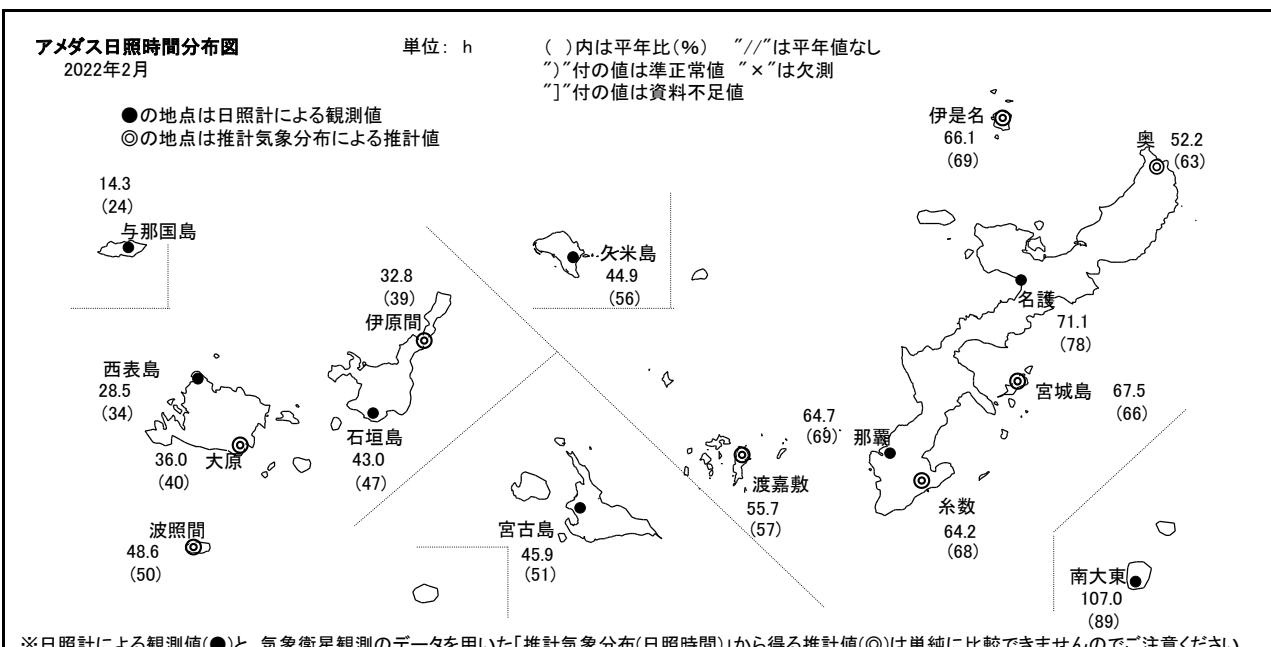 アメダス日照時間分布図 単位: h ( )内は平年比(%) "//"は平年値なし
2022年2月 ")"付の値は準正常値 "×"は欠測
"]"付の値は資料不足値
●の地点は日照計による観測値
◎の地点は推計気象分布による推計値
伊是名
66.1
(69)
奥 52.2
(63)
14.3
(24)
与那国島
久米島
44.9
(56)
32.8
(39)
伊原間
名護
71.1
(78)
西表島
28.5
(34)
宮城島 67.5
(66)
石垣島
43.0
(47)
大原
36.0
(40)
64.7
(69) 那覇
渡嘉敷
55.7
(57)
糸数
64.2
(68)
波照間
48.6
(50)
宮古島
45.9
(51)
南大東
107.0
(89)
※日照計による観測値(●)と、気象衛星観測のデータを用いた「推計気象分布(日照時間)」から得る推計値(◎)は単純に比較できませんのでご注意ください